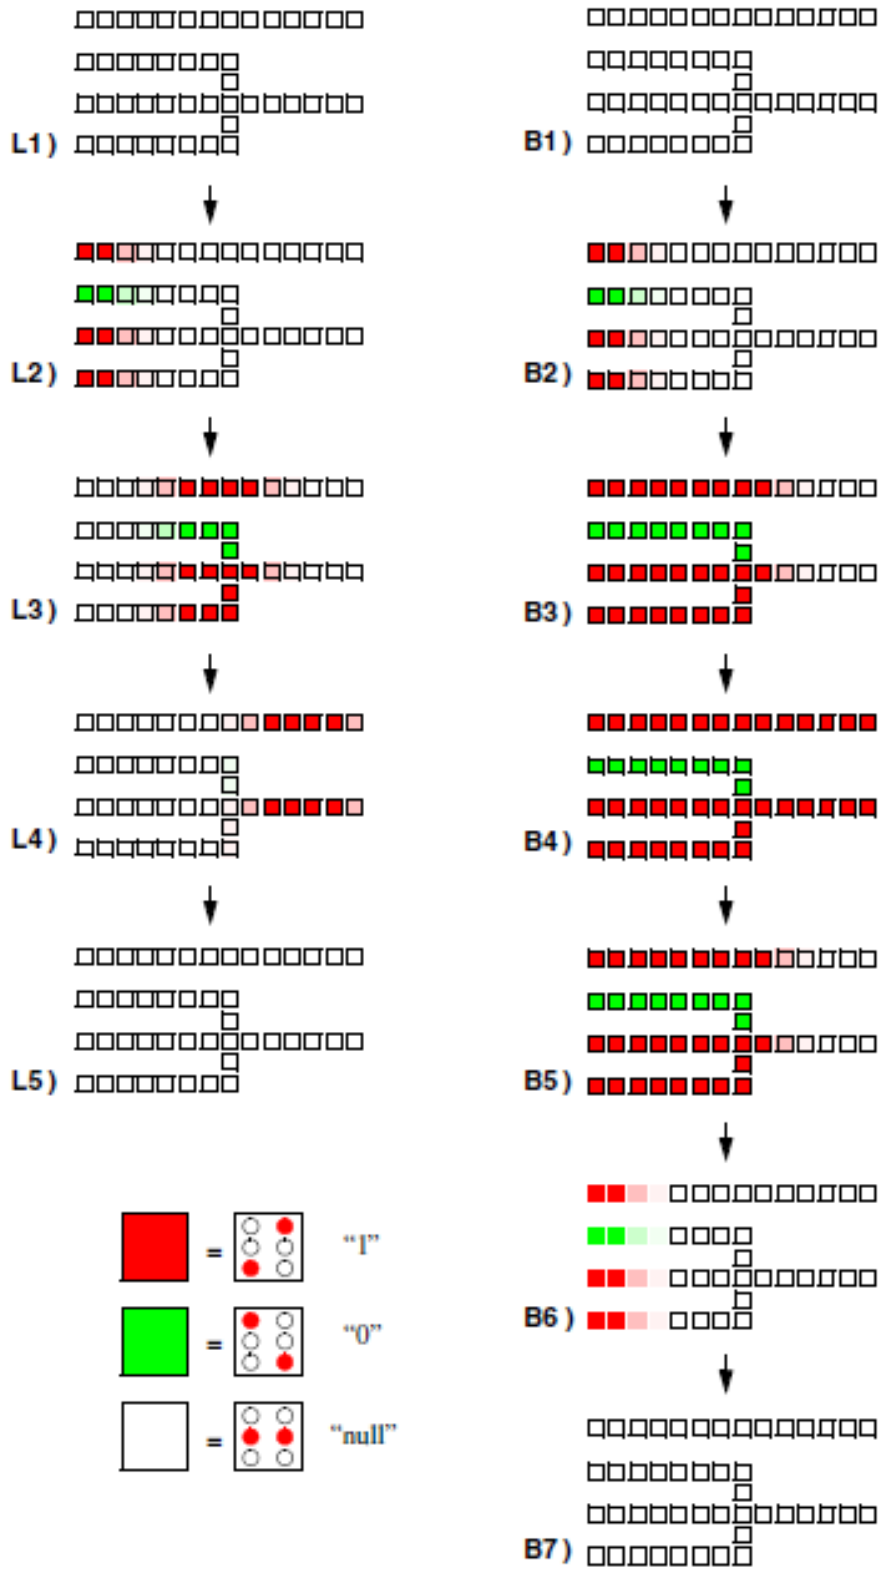 L1)
B1)
L2)
B2)
L3)
B3)
L4)
B4)
L5)
B5)
= “1”
= “0”
B6)
= “null”
B7)